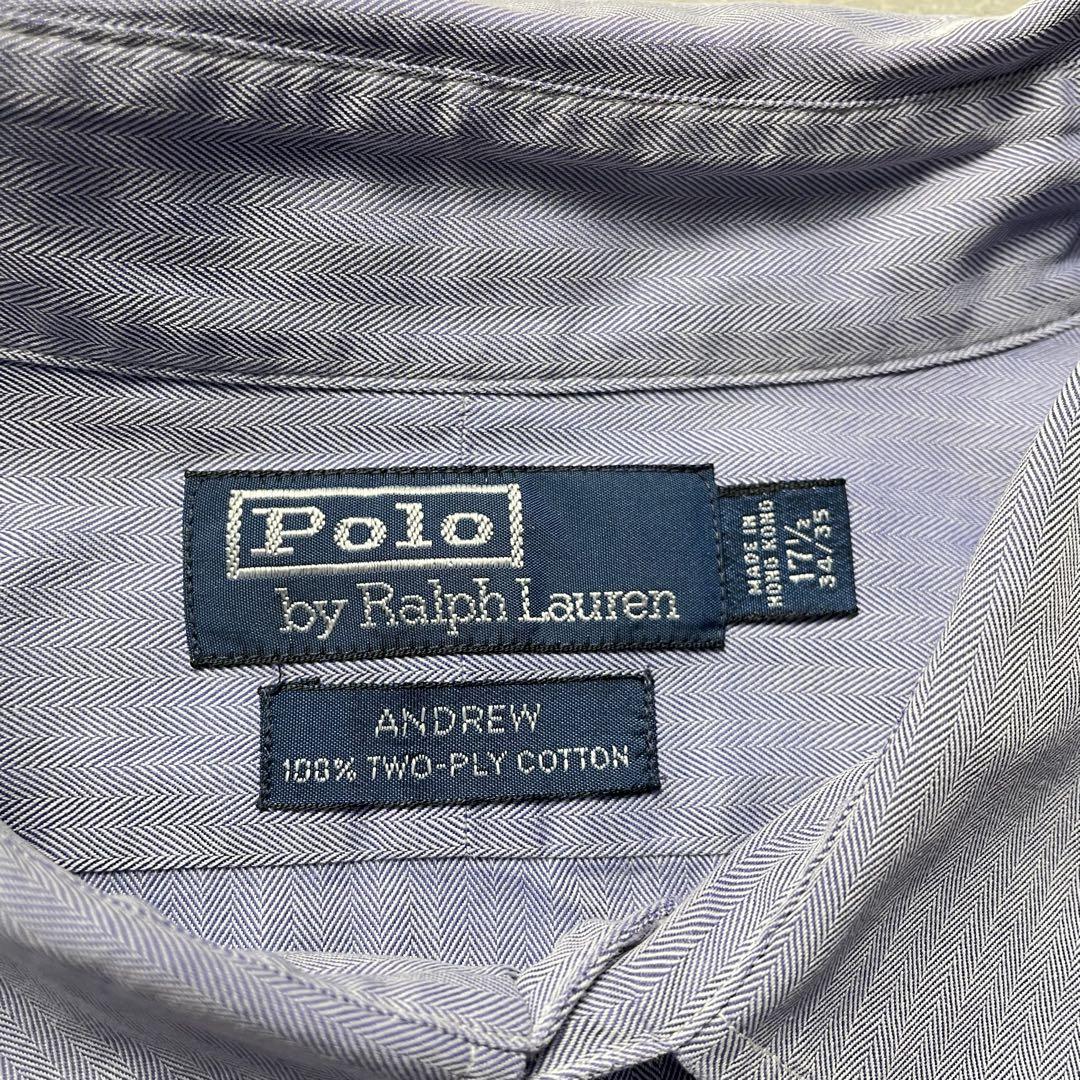 Polo
by Ralph Lauren
MADE IN
HONG KONG
17½
34/35
ANDREW
100% TWO-PLY COTTON